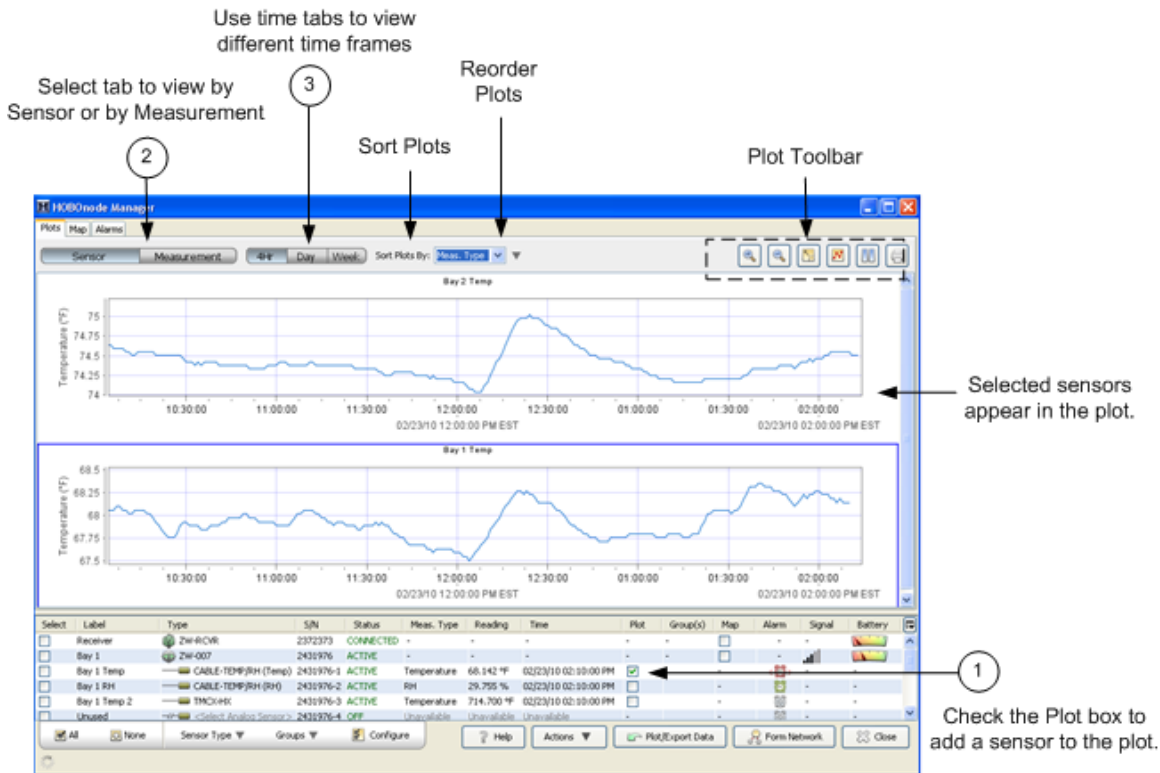 Use time tabs to view
different time frames
Select tab to view by
Sensor or by Measurement
3
Reorder
Plots
2
Sort Plots
Plot Toolbar
HOBOnode Manager
Plots Map Alarms
Sensor Measurement 4Hr Day Week Sort Plots By: Meas. Type
Bay 2 Temp
Temperature (°F)
75
74.75
74.5
74.25
74
10:30:00 11:00:00 11:30:00 12:00:00 12:30:00 01:00:00 01:30:00 02:00:00
02/23/10 12:00:00 PM EST 02/23/10 02:00:00 PM EST
Selected sensors
appear in the plot.
Bay 1 Temp
Temperature (°F)
68.5
68.25
68
67.75
67.5
10:30:00 11:00:00 11:30:00 12:00:00 12:30:00 01:00:00 01:30:00 02:00:00
02/23/10 12:00:00 PM EST 02/23/10 02:00:00 PM EST
Select Label Type S/N Status Meas. Type Reading Time Plot Group(s) Map Alarm Signal Battery
Receiver ZW-RCVR 2372373 CONNECTED - - - - - - -
Bay 1 ZW-007 2431976 ACTIVE - - - - - -
Bay 1 Temp CABLE-TEMP/RH (Temp) 2431976-1 ACTIVE Temperature 68.142 °F 02/23/10 02:10:00 PM - - - -
Bay 1 RH CABLE-TEMP/RH (RH) 2431976-2 ACTIVE RH 29.755 % 02/23/10 02:10:00 PM - - - -
Bay 1 Temp 2 TMCX-HX 2431976-3 ACTIVE Temperature 714.700 °F 02/23/10 02:10:00 PM - - - -
Unused <Select Analog Sensor> 2431976-4 OFF Unavailable Unavailable Unavailable - - - - -
1
Check the Plot box to
add a sensor to the plot.
All None Sensor Type Groups Configure Help Actions Plot/Export Data Form Network Close